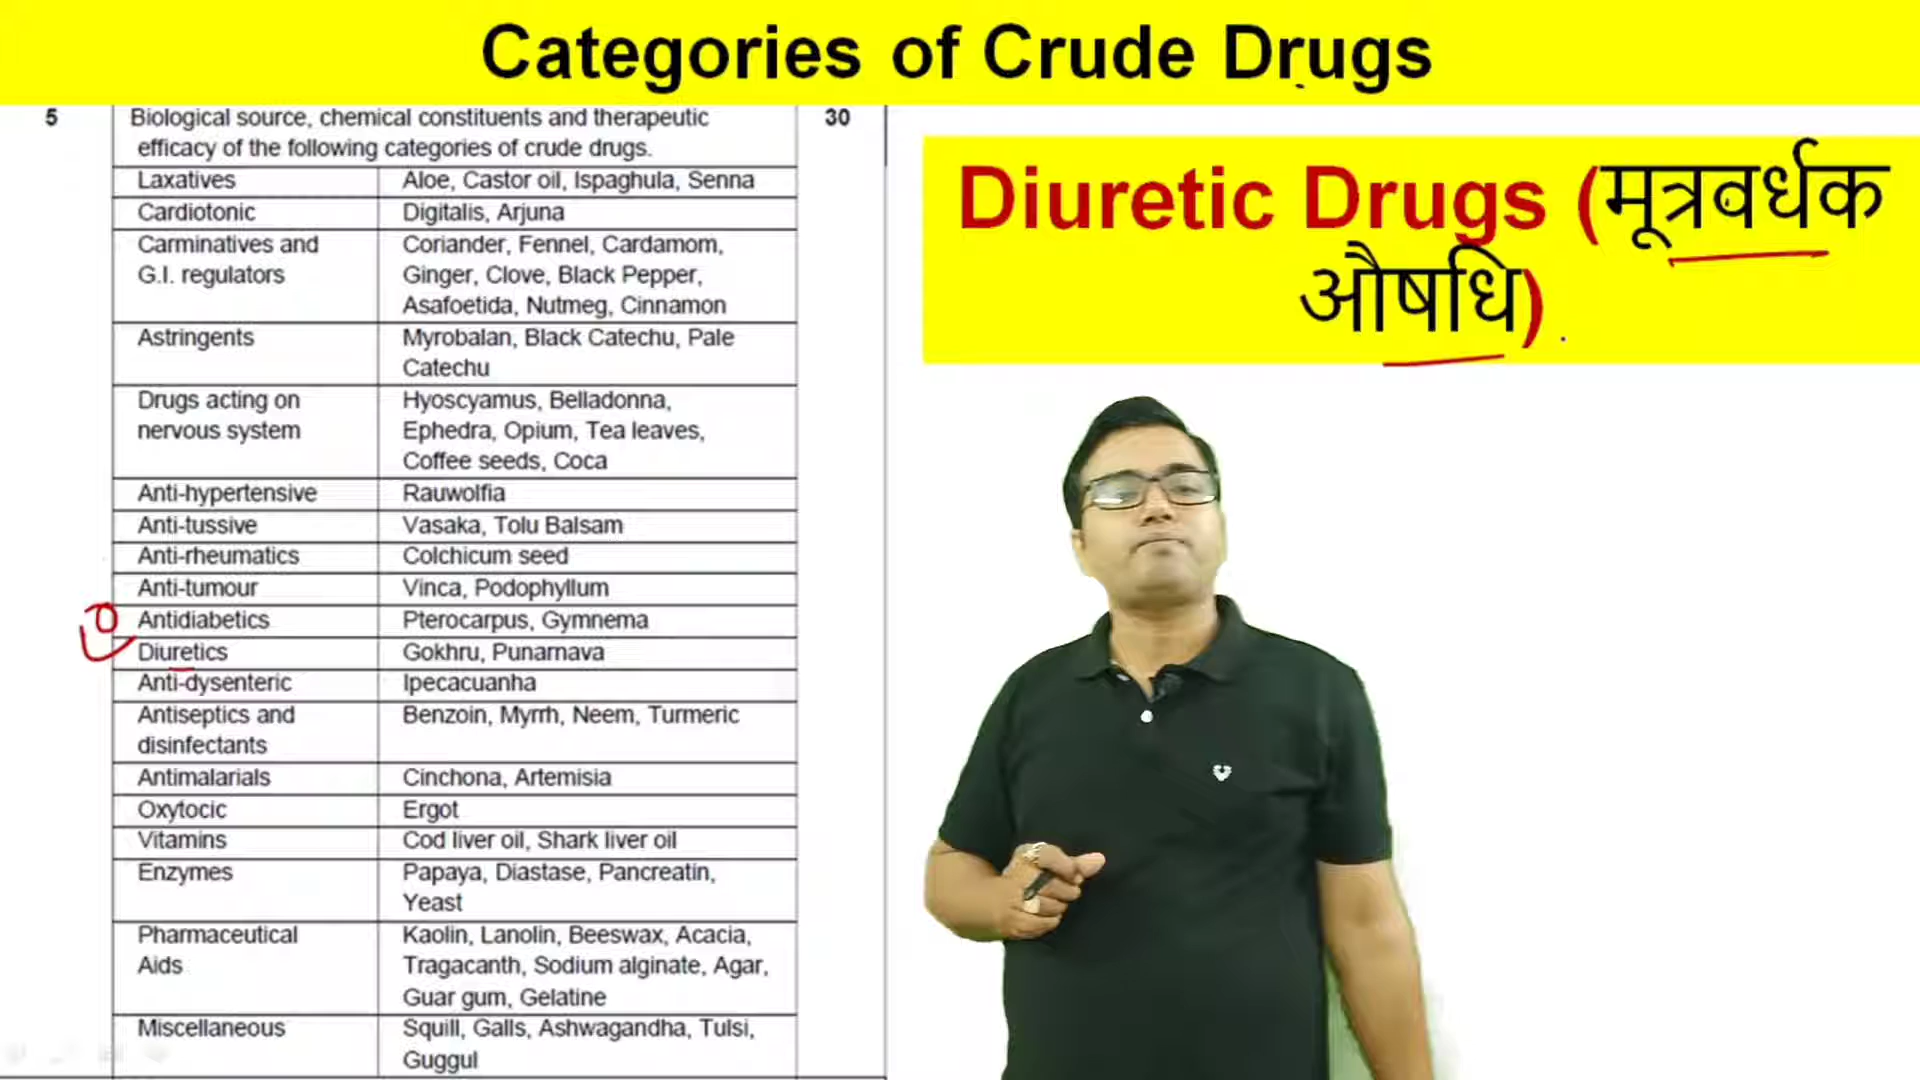 Categories of Crude Drugs
5 Biological source, chemical constituents and therapeutic 30
efficacy of the following categories of crude drugs.
Laxatives Aloe, Castor oil, Ispaghula, Senna
Cardiotonic Digitalis, Arjuna
Carminatives and Coriander, Fennel, Cardamom,
G.I. regulators Ginger, Clove, Black Pepper,
Asafoetida, Nutmeg, Cinnamon
Astringents Myrobalan, Black Catechu, Pale
Catechu
Drugs acting on Hyoscyamus, Belladonna,
nervous system Ephedra, Opium, Tea leaves,
Coffee seeds, Coca
Anti-hypertensive Rauwolfia
Anti-tussive Vasaka, Tolu Balsam
Anti-rheumatics Colchicum seed
Anti-tumour Vinca, Podophyllum
Antidiabetics Pterocarpus, Gymnema
Diuretics Gokhru, Punarnava
Anti-dysenteric Ipecacuanha
Antiseptics and Benzoin, Myrrh, Neem, Turmeric
disinfectants
Antimalarials Cinchona, Artemisia
Oxytocic Ergot
Vitamins Cod liver oil, Shark liver oil
Enzymes Papaya, Diastase, Pancreatin,
Yeast
Pharmaceutical Kaolin, Lanolin, Beeswax, Acacia,
Aids Tragacanth, Sodium alginate, Agar,
Guar gum, Gelatine
Miscellaneous Squill, Galls, Ashwagandha, Tulsi,
Guggul
Diuretic Drugs (मूत्रवर्धक
औषधि)